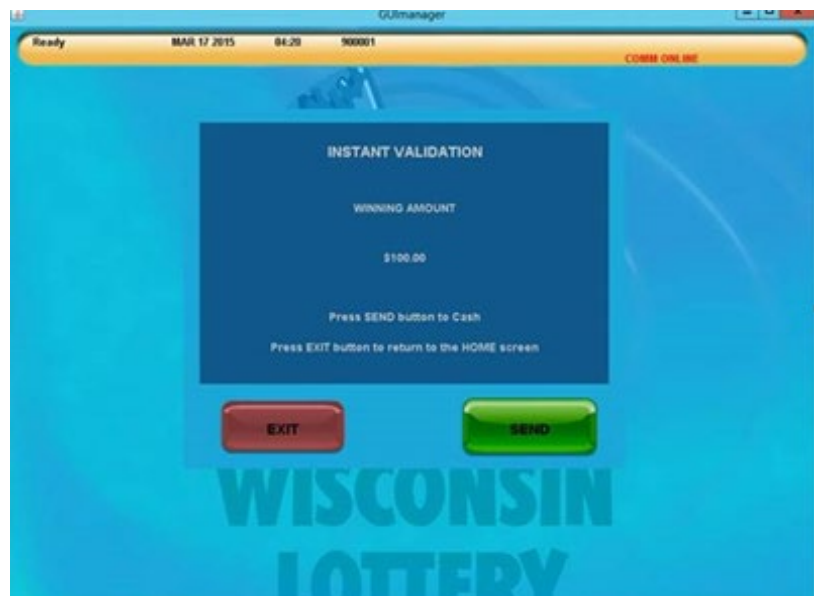 GUImanager
Ready MAR 17 2015 04:20 900001
COMM ONLINE
INSTANT VALIDATION
WINNING AMOUNT
$100.00
Press SEND button to Cash
Press EXIT button to return to the HOME screen
EXIT SEND
WISCONSIN
LOTTERY